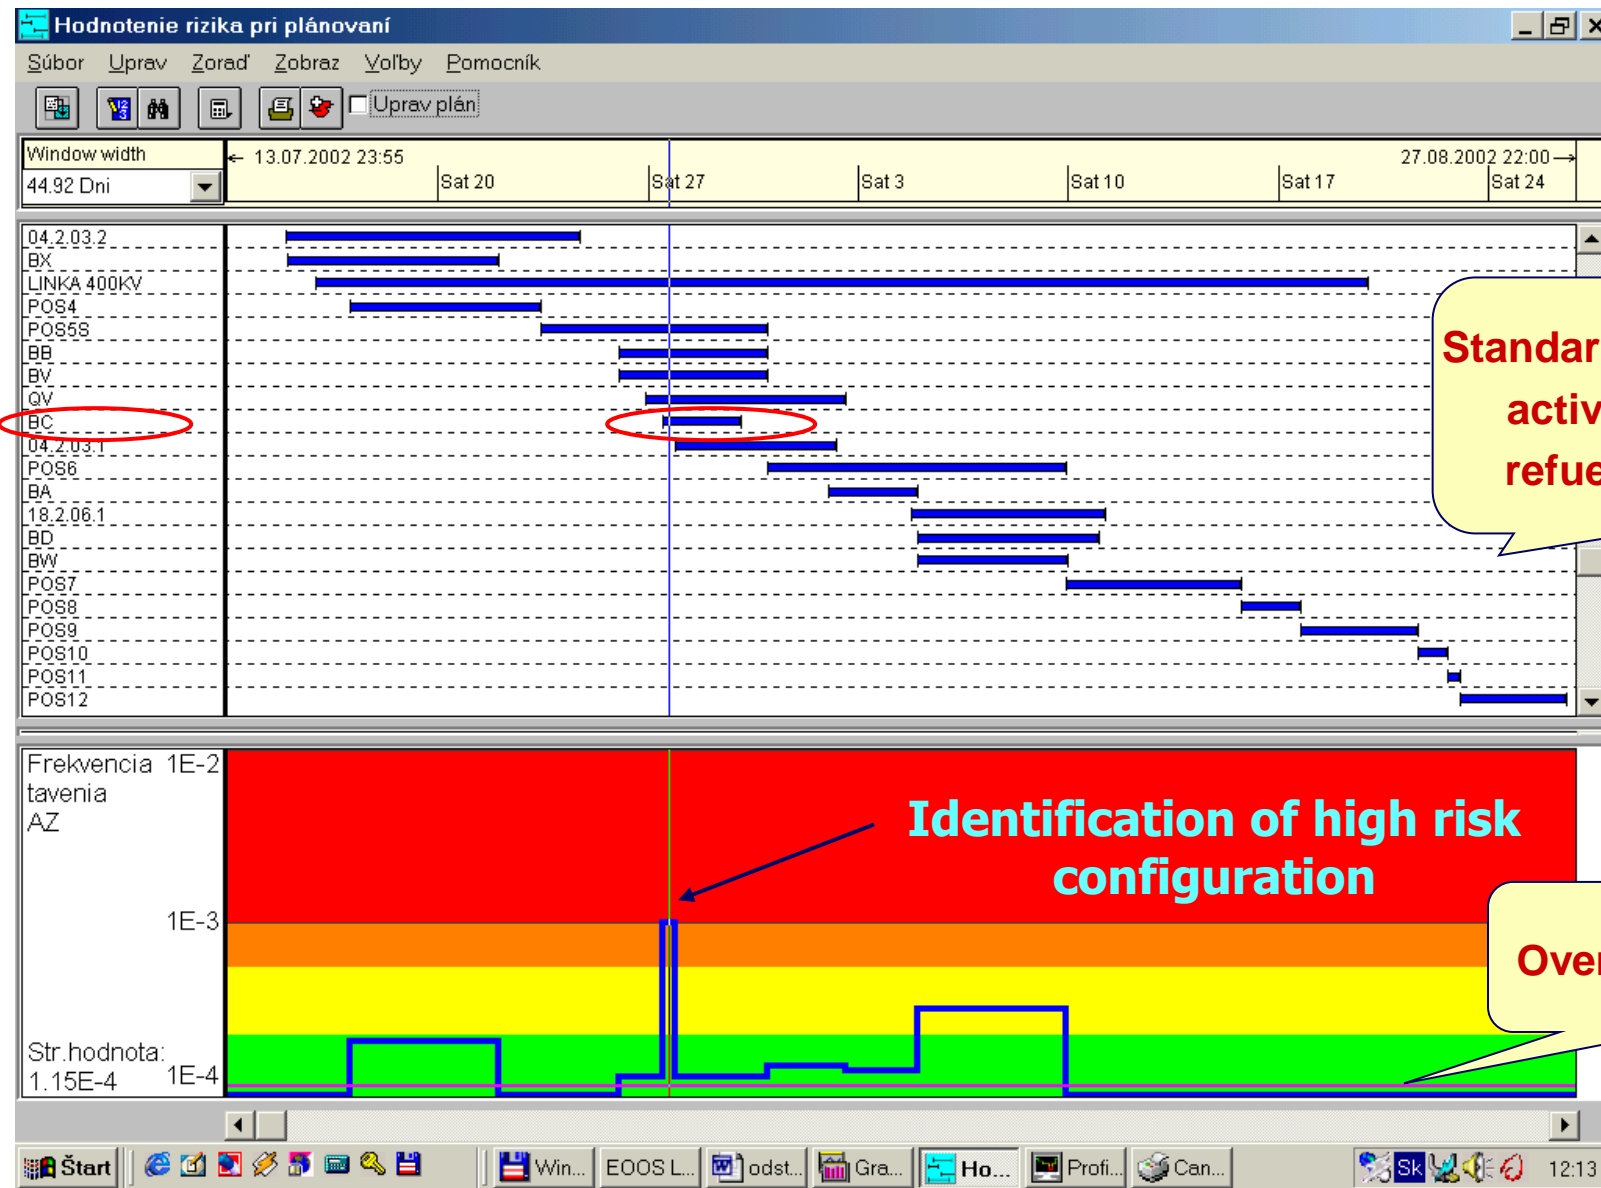 Hodnotenie rizika pri plánovaní
Súbor Uprav Zoraď Zobraz Voľby Pomocník
Uprav plán
Window width
44.92 Dni
← 13.07.2002 23:55
27.08.2002 22:00→
Sat 20 Sat 27 Sat 3 Sat 10 Sat 17 Sat 24
04.2.03.2
BX
LINKA 400KV
POS4
POS5S
BB
BV
QV
BC
04.2.03.1
POS6
BA
18.2.06.1
BD
BW
POS7
POS8
POS9
POS10
POS11
POS12
Standar
activ
refue
Frekvencia 1E-2
tavenia
AZ
Identification of high risk
configuration
1E-3
Over
Str.hodnota:
1.15E-4 1E-4
Štart Win... EOOS L... odst... Gra... Ho... Profi... Can... Sk 12:13